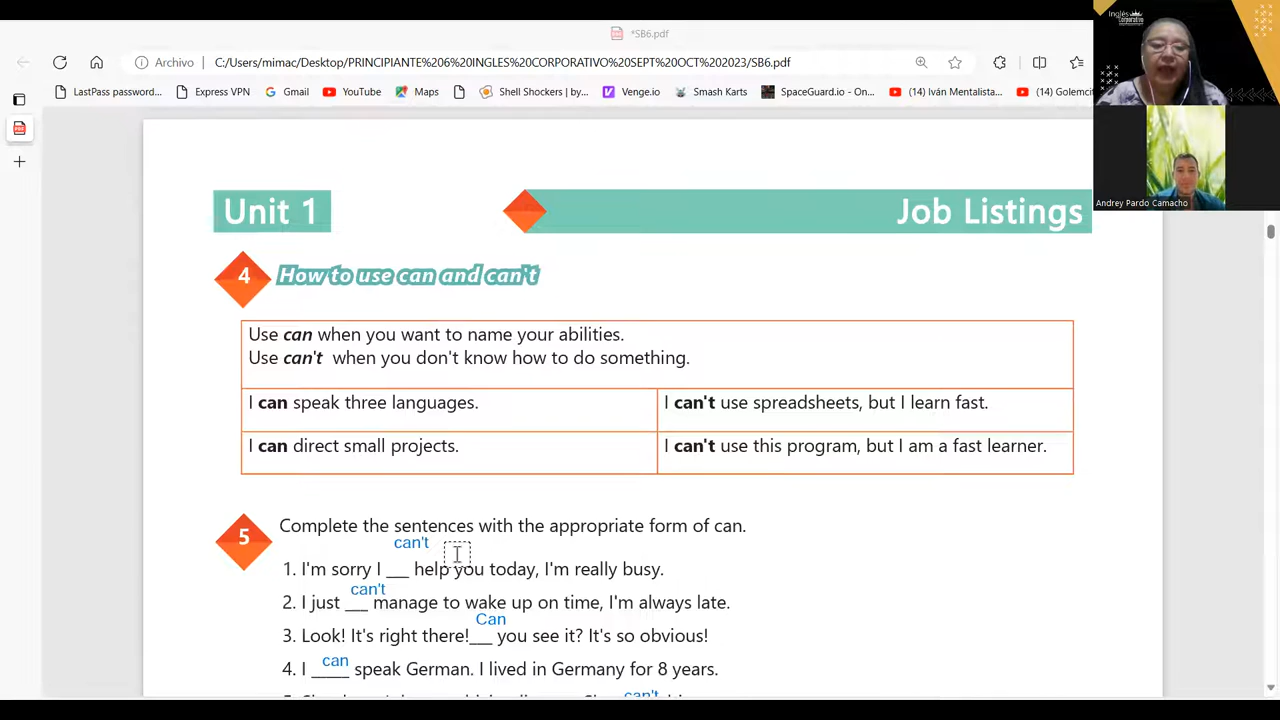 *SB6.pdf
Archivo
C:/Users/mimac/Desktop/PRINCIPIANTE%206%20INGLES%20CORPORATIVO%20SEPT%20OCT%202023/SB6.pdf
LastPass password...
Express VPN
Gmail
YouTube
Maps
Shell Shockers | by...
Venge.io
Smash Karts
SpaceGuard.io - On...
(14) Iván Mentalista...
(14) Golemcit
Inglés
Corporativo
Andrey Pardo Camacho
Unit 1
Job Listings
4
How to use can and can't
Use can when you want to name your abilities.
Use can't when you don't know how to do something.
I can speak three languages.
I can't use spreadsheets, but I learn fast.
I can direct small projects.
I can't use this program, but I am a fast learner.
5
Complete the sentences with the appropriate form of can.
can't
1. I'm sorry I ___ help you today, I'm really busy.
can't
2. I just ___ manage to wake up on time, I'm always late.
Can
3. Look! It's right there!___ you see it? It's so obvious!
can
4. I _____ speak German. I lived in Germany for 8 years.
can't